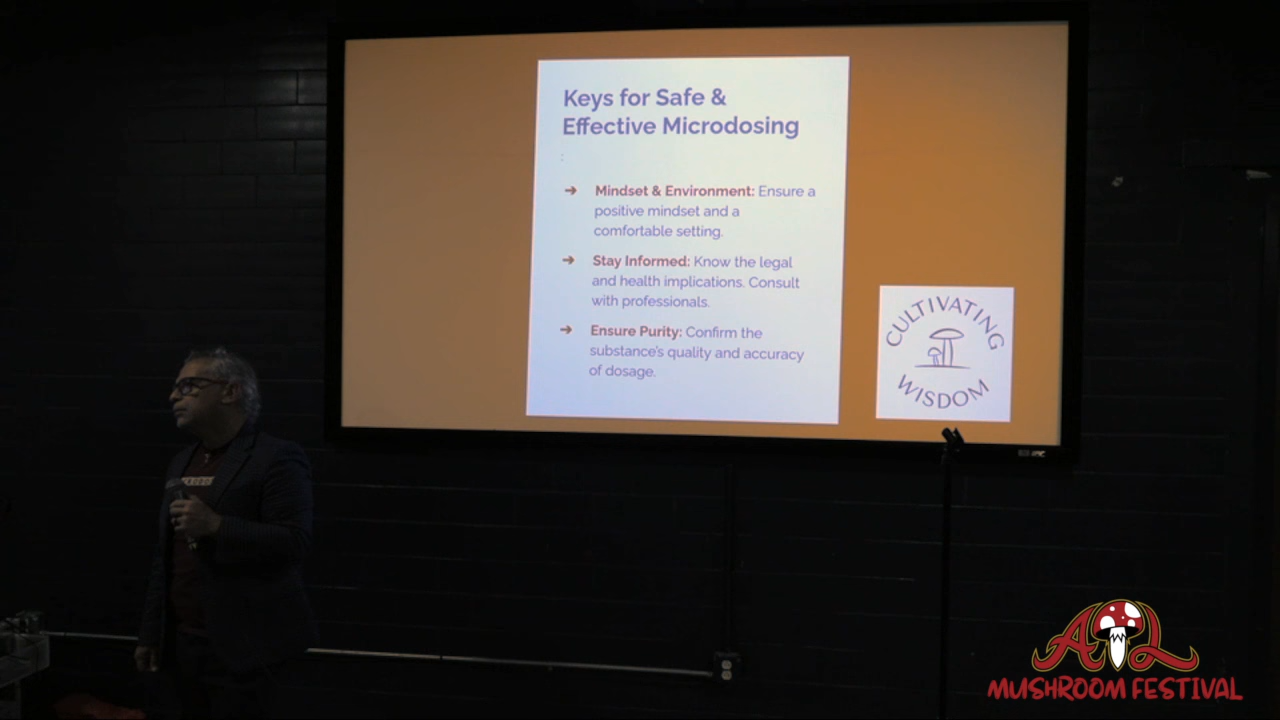 Keys for Safe &
Effective Microdosing
:
➔ Mindset & Environment: Ensure a
positive mindset and a
comfortable setting.
➔ Stay Informed: Know the legal
and health implications. Consult
with professionals.
➔ Ensure Purity: Confirm the
substance's quality and accuracy
of dosage.
CULTIVATING
WISDOM
ATL
MUSHROOM FESTIVAL